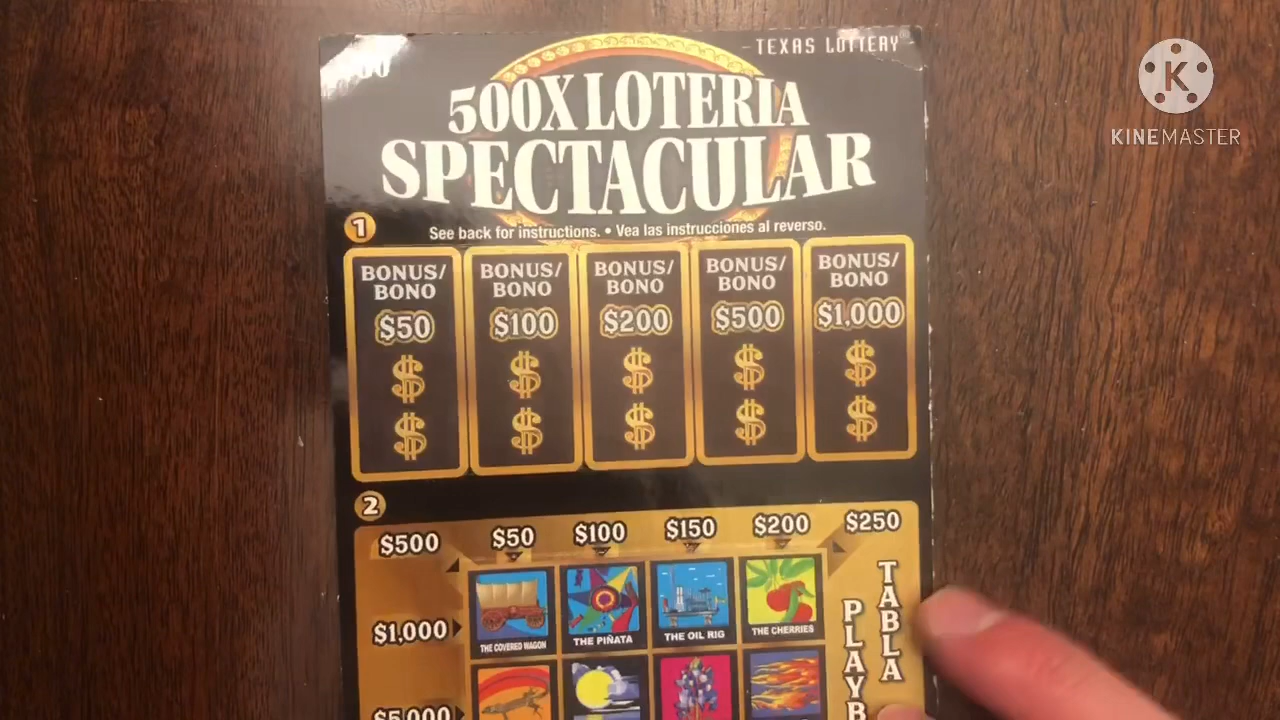 TEXAS LOTTERY®
500X LOTERIA
SPECTACULAR
1
See back for instructions. • Vea las instrucciones al reverso.
BONUS/ BONUS/ BONUS/ BONUS/ BONUS/
BONO BONO BONO BONO BONO
$50 $100 $200 $500 $1,000
$ $ $ $ $
$ $ $ $ $
2
$500 $50 $100 $150 $200 $250
$1,000
THE COVERED WAGON THE PIÑATA THE OIL RIG THE CHERRIES
$5,000
TABLA
K
KINEMASTER